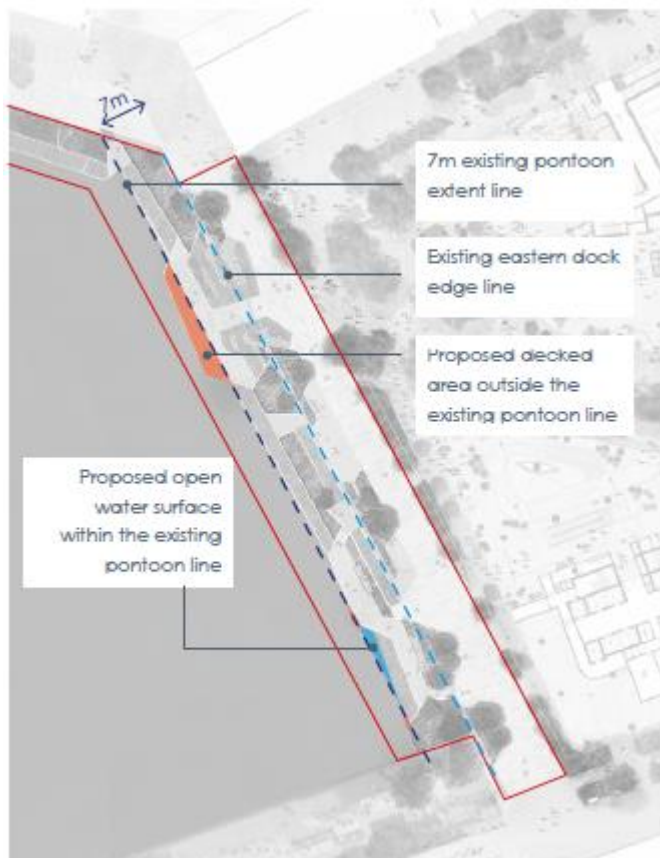 7m
7m existing pontoon
extent line
Existing eastern dock
edge line
Proposed decked
area outside the
existing pontoon line
Proposed open
water surface
within the existing
pontoon line